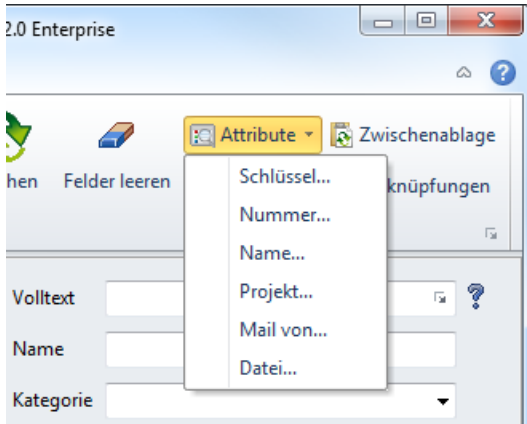 2.0 Enterprise
Attribute
Zwischenablage
hen
Felder leeren
knüpfungen
Schlüssel...
Nummer...
Name...
Projekt...
Mail von...
Datei...
Volltext
Name
Kategorie